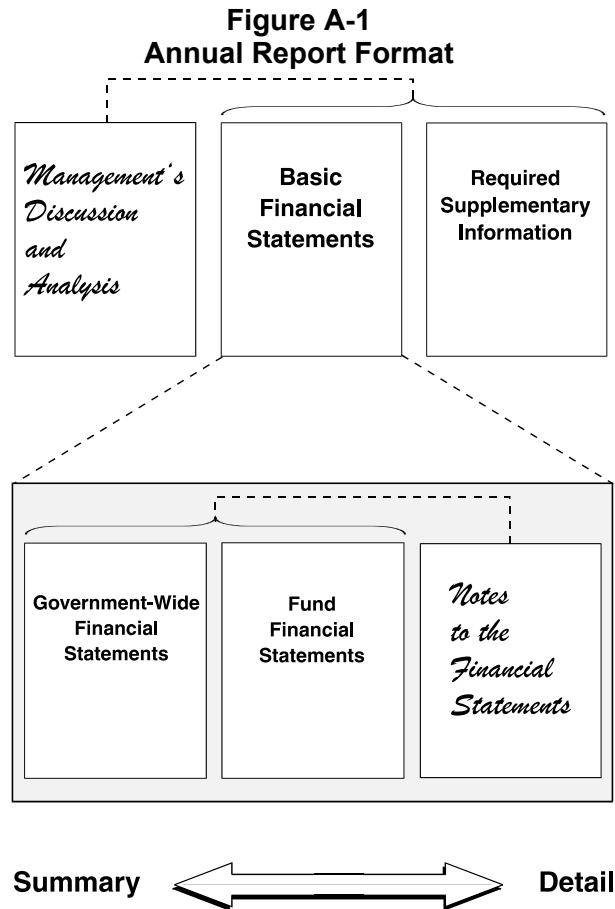 Figure A-1
Annual Report Format
Management's
Discussion
and
Analysis
Basic
Financial
Statements
Required
Supplementary
Information
Government-Wide
Financial
Statements
Fund
Financial
Statements
Notes
to the
Financial
Statements
Summary
Detail